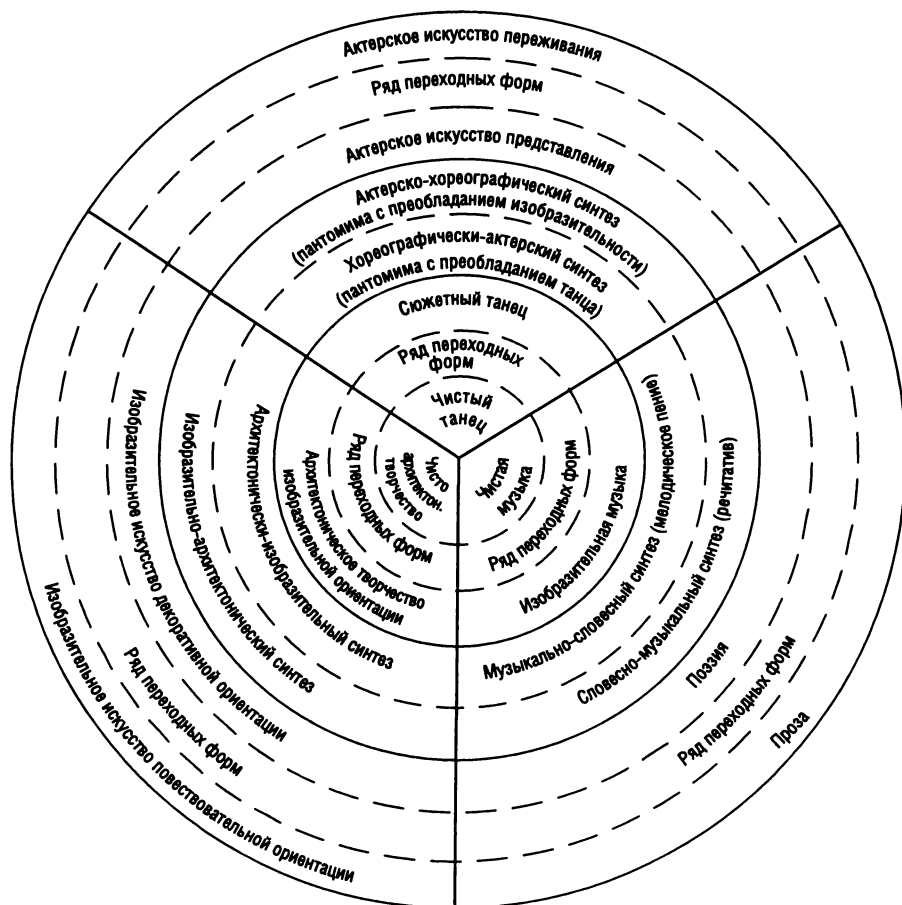 Актерское искусство переживания
Ряд переходных форм
Актерское искусство представления
Актерско-хореографический синтез
(пантомима с преобладанием изобразительности)
Хореографически-актерский синтез
(пантомима с преобладанием танца)
Сюжетный танец
Ряд переходных
форм
Чистый
танец
Чистая
музыка
Ряд переходных форм
Изобразительная музыка
Музыкально-словесный синтез (мелодическое пение)
Словесно-музыкальный синтез (речитатив)
Поэзия
Ряд переходных форм
Проза
Чисто
архитектон.
творчество
Ряд переходных форм
Архитектоническое творчество
изобразительной ориентации
Архитектонически-изобразительный синтез
Изобразительно-архитектонический синтез
Изобразительное искусство декоративной ориентации
Ряд переходных форм
Изобразительное искусство повествовательной ориентации